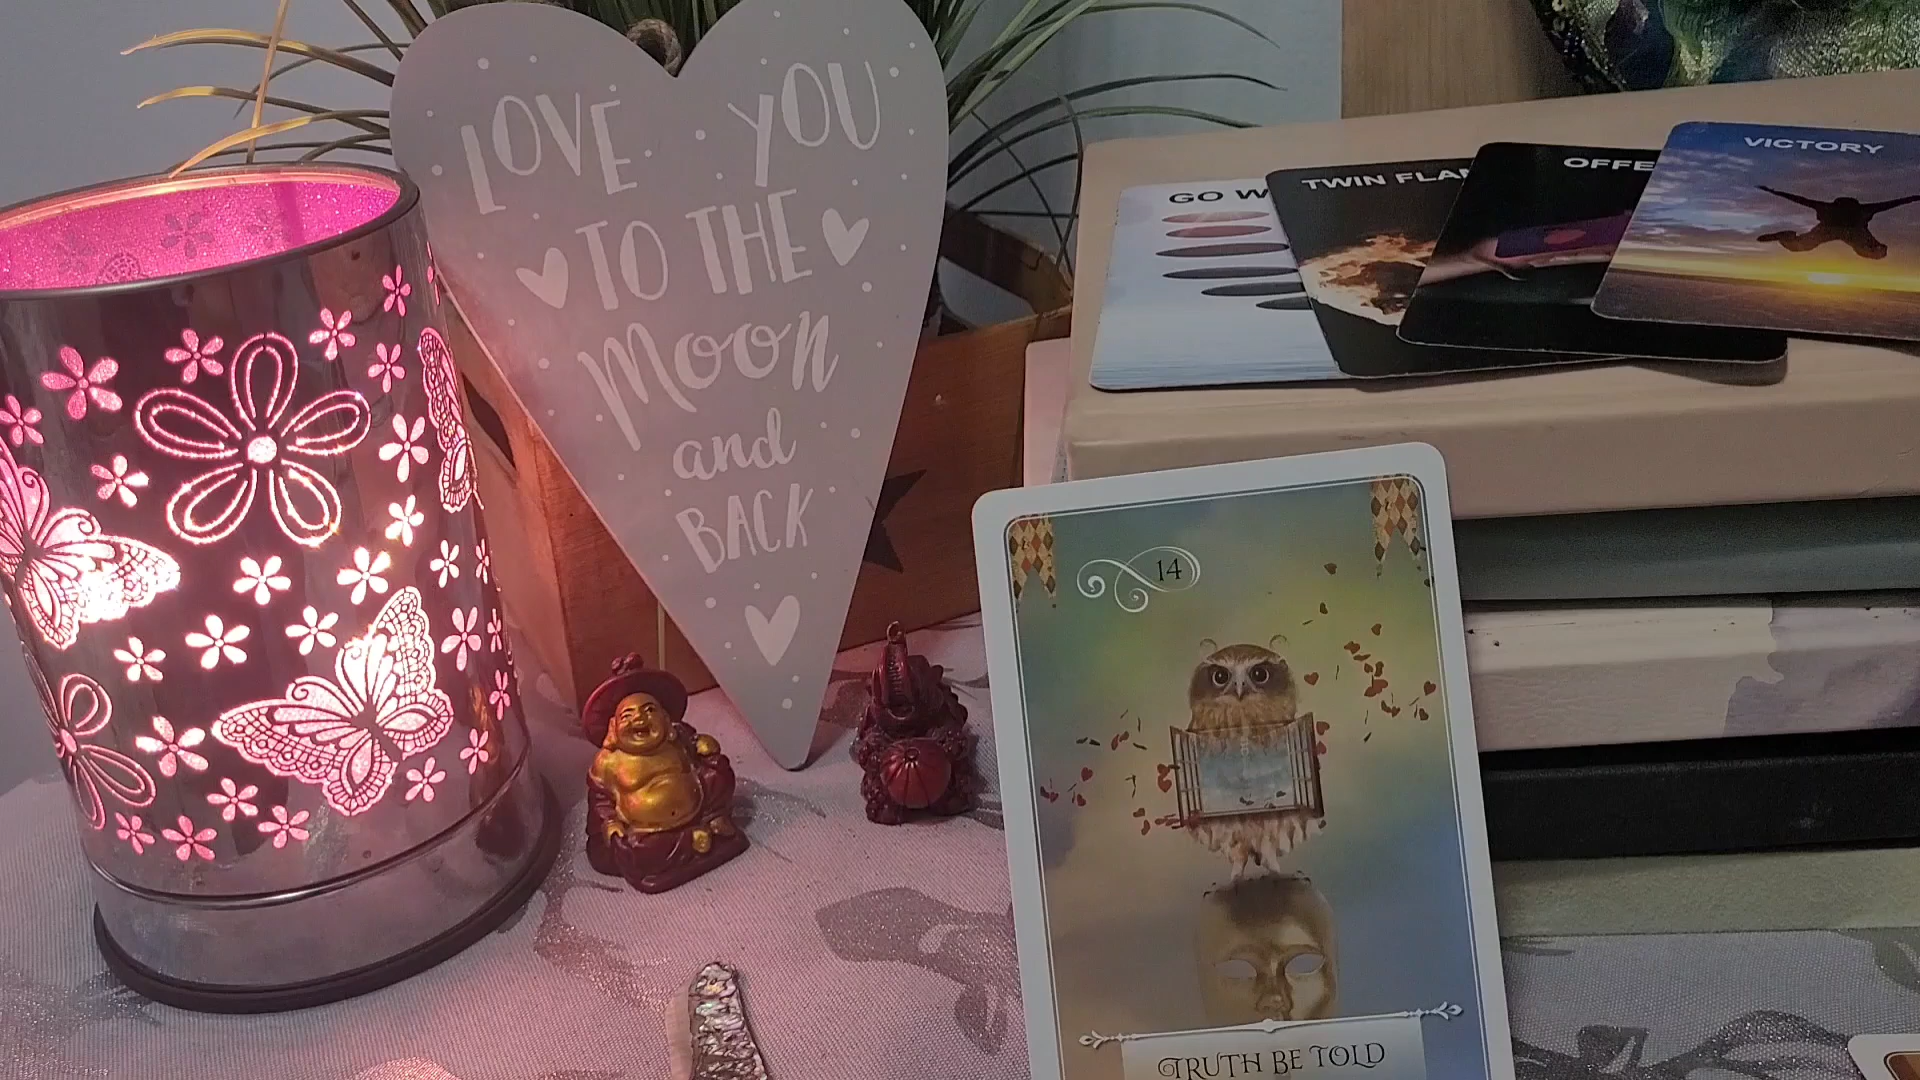 LOVE YOU
TO THE
Moon
and
BACK
GO W
TWIN FLA
OFFE
VICTORY
14
TRUTH BE TOLD